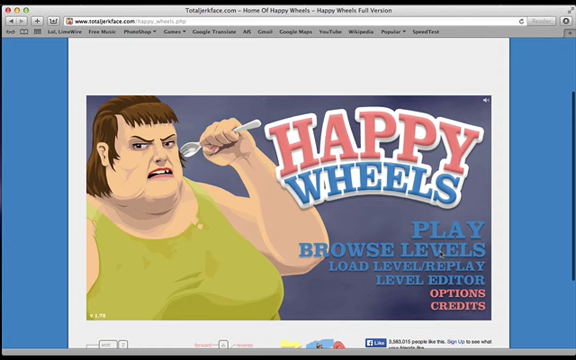 Totaljerkface.com - Home Of Happy Wheels - Happy Wheels Full Version
www.totaljerkface.com/happy_wheels.php
Reader
Lol, LimeWire Free Music PhotoShop Games Google Translate AIS Gmail Google Maps YouTube Wikipedia Popular SpeedTest
HAPPY
WHEELS
PLAY
BROWSE LEVELS
LOAD LEVEL/REPLAY
LEVEL EDITOR
OPTIONS
CREDITS
v 1.78
forward
reverse
Like 3,583,015 people like this. Sign Up to see what
your friends like.